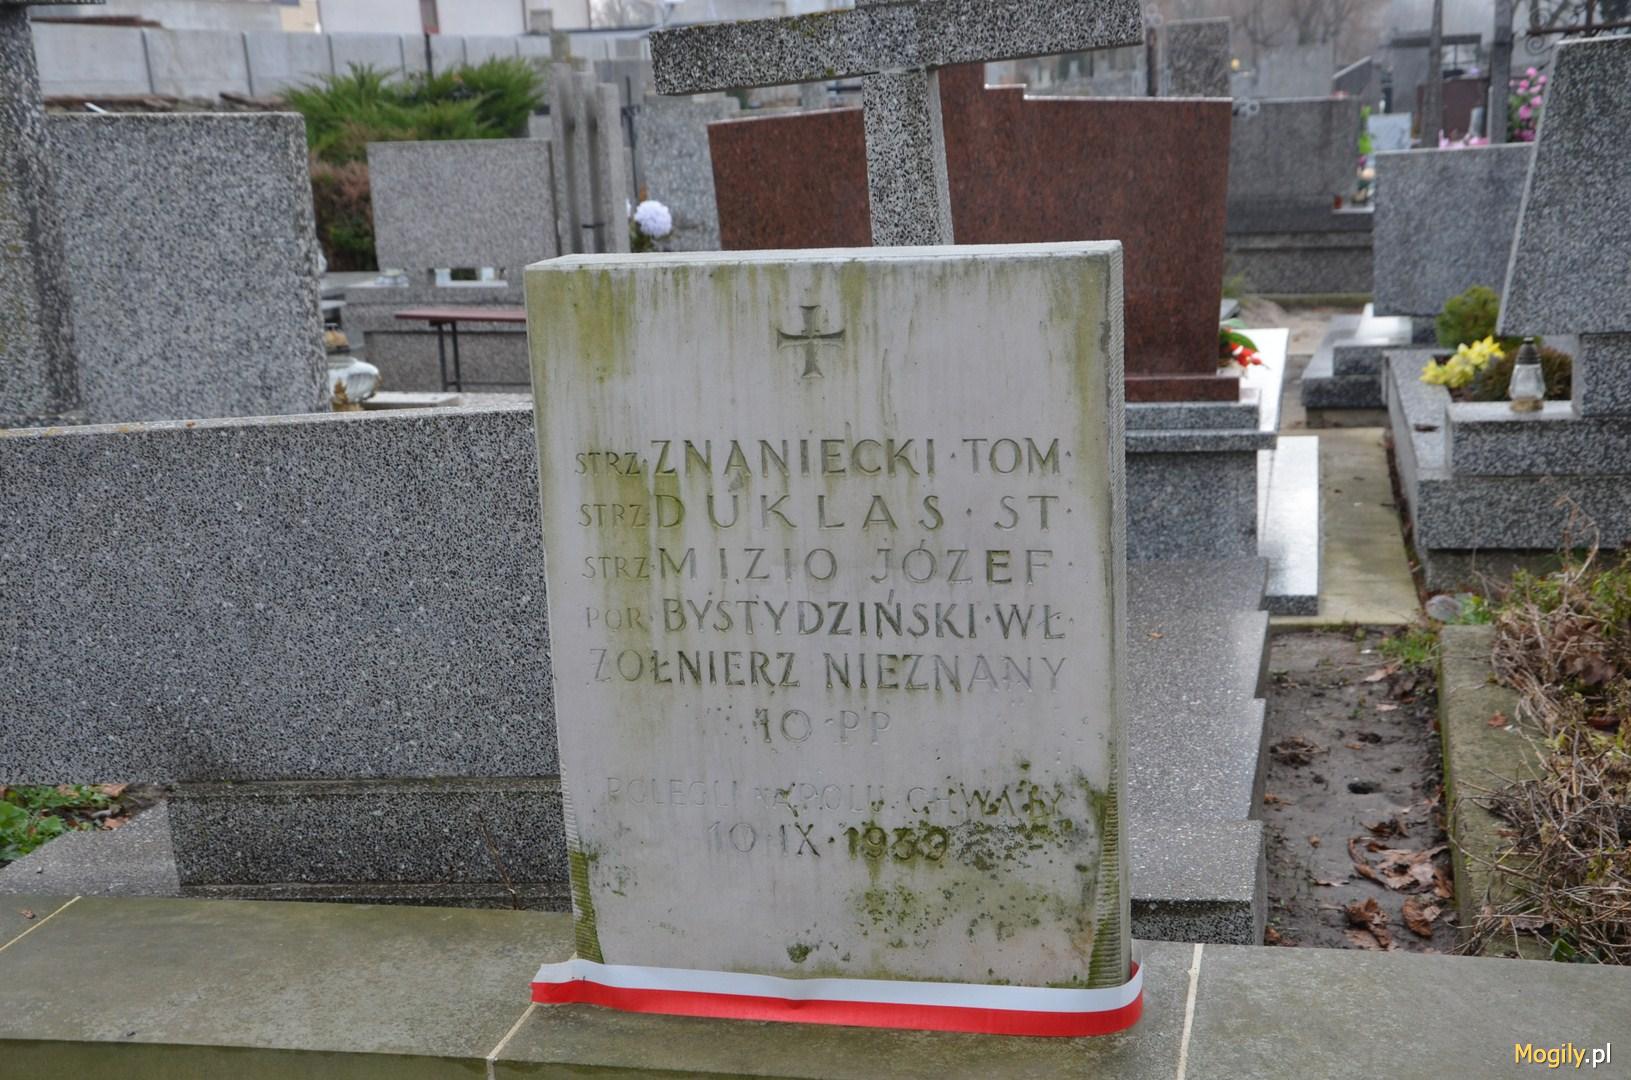 STRZ·ZNANIECKI·TOM·
STRZ·DUKLAS·ST·
STRZ·MIZIO JÓZEF·
POR·BYSTYDZIŃSKI·WŁ·
ŻOŁNIERZ NIEZNANY
10·PP
POLEGLI NA POLU CHWAŁY
10·IX·1939
Mogily.pl